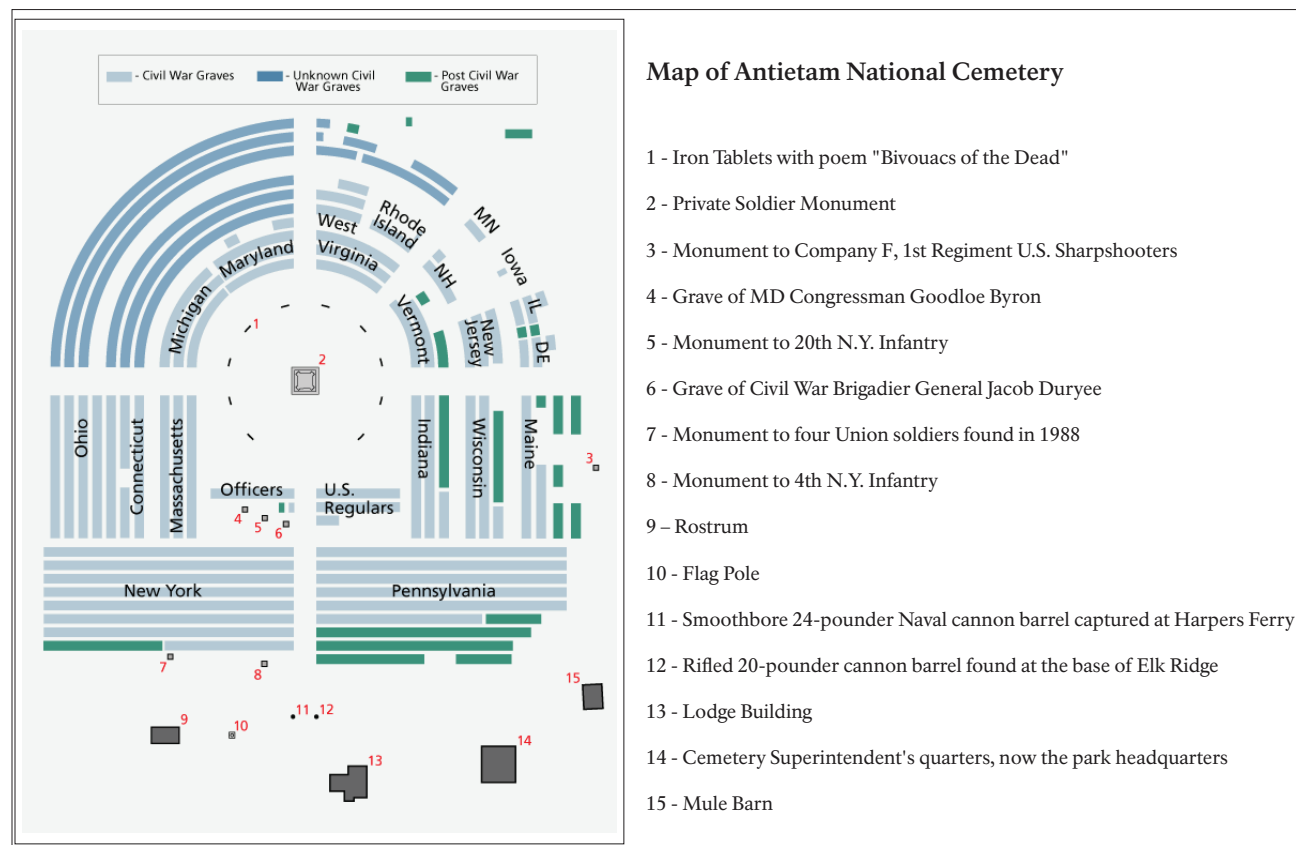 - Civil War Graves
- Unknown Civil
War Graves
- Post Civil War
Graves
Map of Antietam National Cemetery
1 - Iron Tablets with poem "Bivouacs of the Dead"
2 - Private Soldier Monument
3 - Monument to Company F, 1st Regiment U.S. Sharpshooters
4 - Grave of MD Congressman Goodloe Byron
5 - Monument to 20th N.Y. Infantry
6 - Grave of Civil War Brigadier General Jacob Duryee
7 - Monument to four Union soldiers found in 1988
8 - Monument to 4th N.Y. Infantry
9 – Rostrum
10 - Flag Pole
11 - Smoothbore 24-pounder Naval cannon barrel captured at Harpers Ferry
12 - Rifled 20-pounder cannon barrel found at the base of Elk Ridge
13 - Lodge Building
14 - Cemetery Superintendent's quarters, now the park headquarters
15 - Mule Barn
Michigan
Maryland
West
Virginia
Rhode
Island
MN
Iowa
NH
IL
DE
Vermont
New
Jersey
1
2
Ohio
Connecticut
Massachusetts
Indiana
Wisconsin
Maine
3
Officers
U.S.
Regulars
4
5
6
New York
Pennsylvania
7
8
9
10
11
12
13
14
15